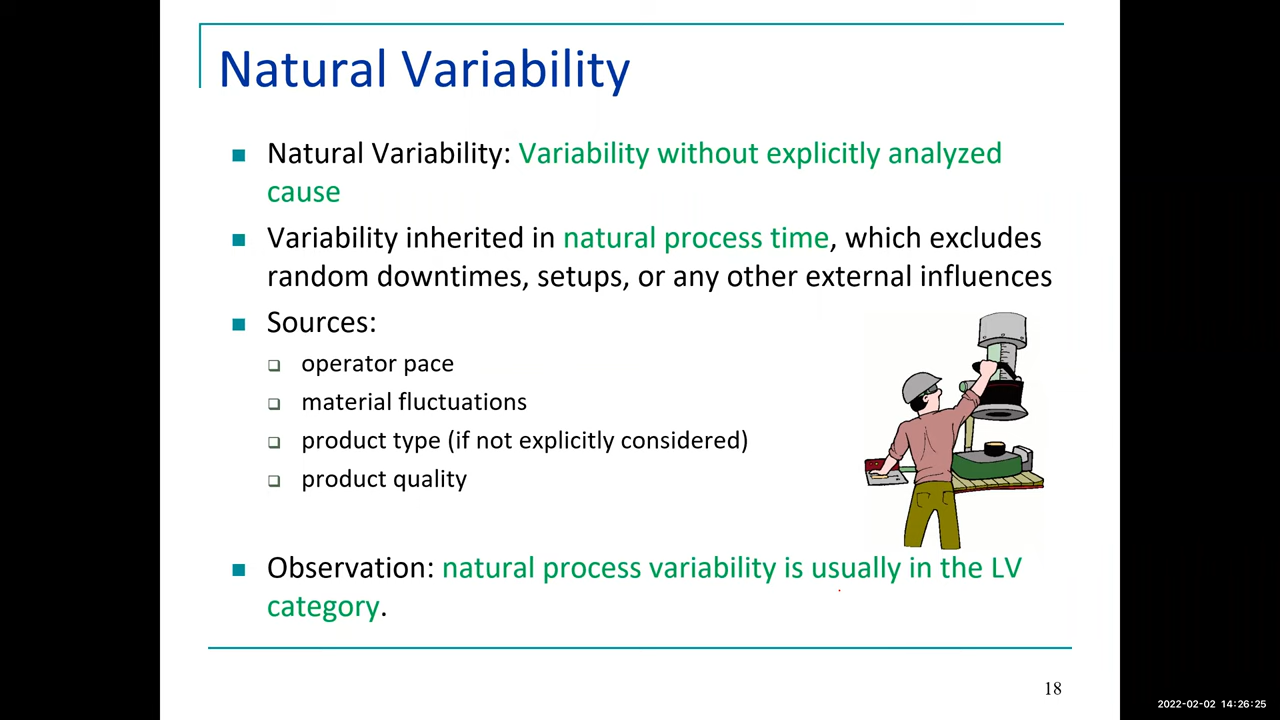 Natural Variability
Natural Variability: Variability without explicitly analyzed
cause
Variability inherited in natural process time, which excludes
random downtimes, setups, or any other external influences
Sources:
operator pace
material fluctuations
product type (if not explicitly considered)
product quality
Observation: natural process variability is usually in the LV
category.
18
2022-02-02 14:26:25